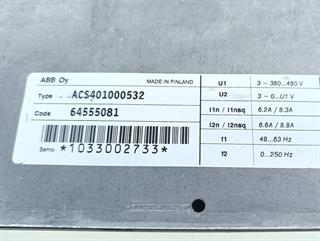 ABB Oy
MADE IN FINLAND
Type ACS401000532
Code 64555081
Serno *1033002733*
U1 3 ~ 380...480 V
U2 3 ~ 0...U1 V
I1n / I1nsq 6.2A / 8.3A
I2n / I2nsq 6.6A / 8.8A
f1 48...63 Hz
f2 0...250 Hz